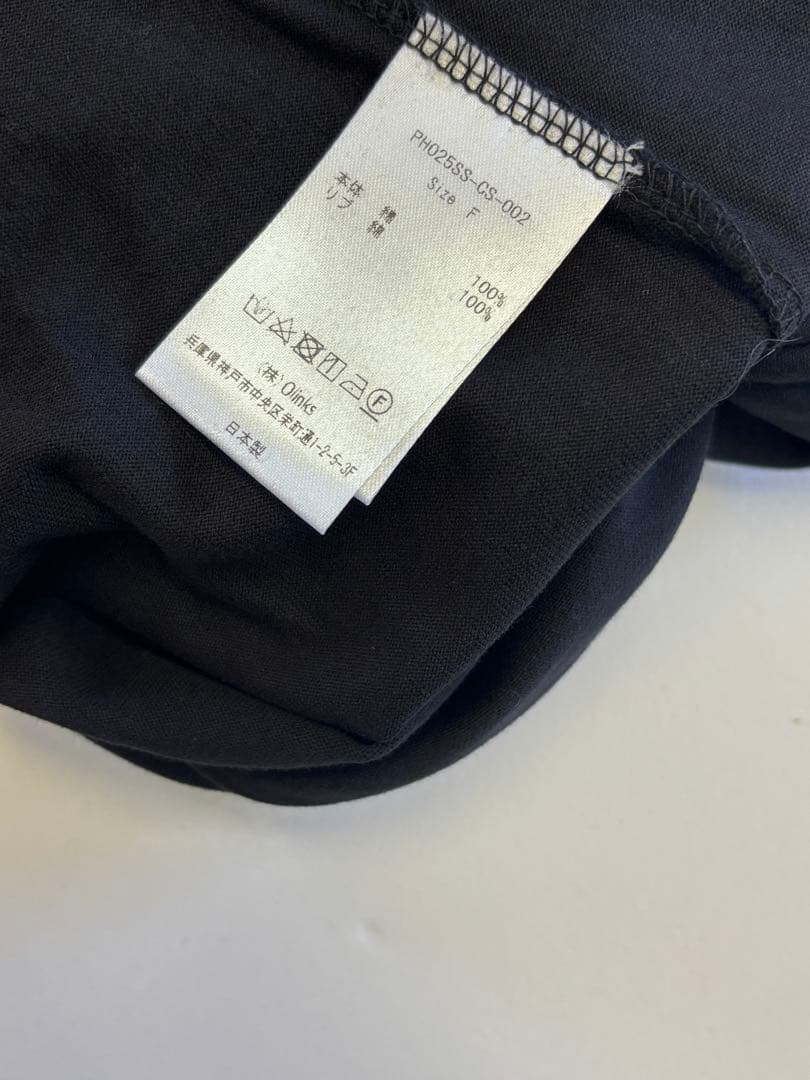 PH025SS-CS-002
Size F
本体 綿 100%
リブ 綿 100%
F
(株) Olinks
兵庫県神戸市中央区栄町通1-2-5-3F
日本製